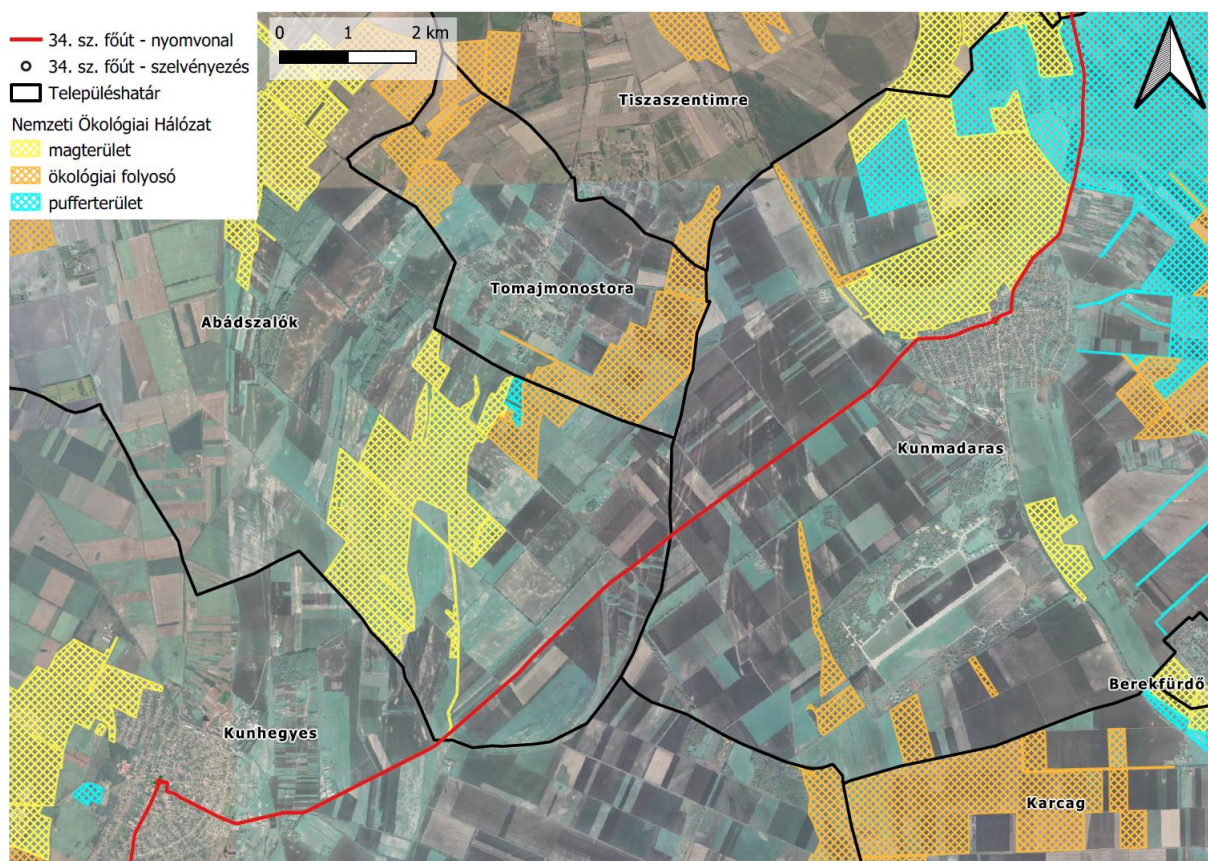 34. sz. főút - nyomvonal
34. sz. főút - szelvényezés
Településhatár
Nemzeti Ökológiai Hálózat
magterület
ökológiai folyosó
pufferterület
0 1 2 km
Tiszaszentimre
Tomajmonostora
Abádszalók
Kunmadaras
Berekfürdő
Kunhegyes
Karcag